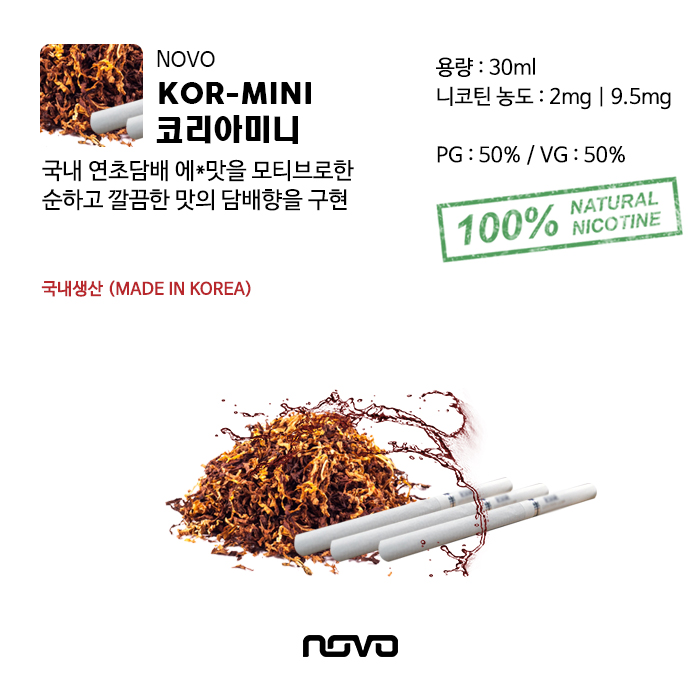 NOVO
KOR-MINI
코리아미니
국내 연초담배 에*맛을 모티브로한
순하고 깔끔한 맛의 담배향을 구현
국내생산 (MADE IN KOREA)
용량 : 30ml
니코틴 농도 : 2mg | 9.5mg
PG : 50% / VG : 50%
100% NATURAL NICOTINE
novo